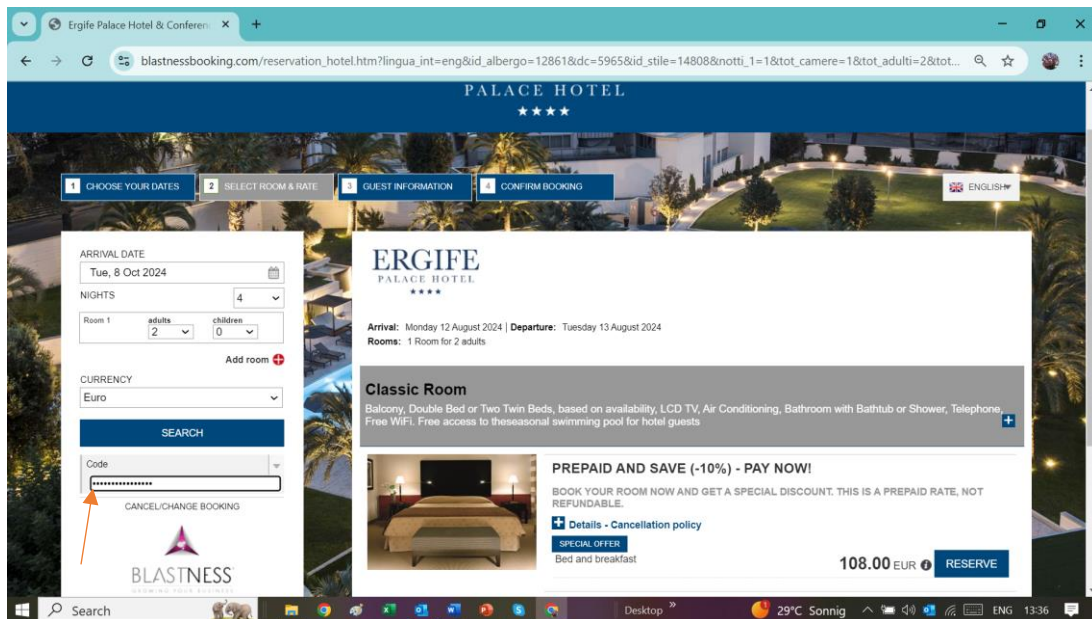 Ergife Palace Hotel & Conferen
blastnessbooking.com/reservation_hotel.htm?lingua_int=eng&id_albergo=12861&dc=5965&id_stile=14808&notti_1=1&tot_camere=1&tot_adulti=2&tot...
PALACE HOTEL
★★★★
1 CHOOSE YOUR DATES 2 SELECT ROOM & RATE 3 GUEST INFORMATION 4 CONFIRM BOOKING ENGLISH
ARRIVAL DATE
Tue, 8 Oct 2024
NIGHTS 4
Room 1 adults children
2 0
Add room
CURRENCY
Euro
SEARCH
Code
••••••••••••••••
CANCEL/CHANGE BOOKING
BLASTNESS
GROWING YOUR BUSINESS
ERGIFE
PALACE HOTEL
★★★★
Arrival: Monday 12 August 2024 | Departure: Tuesday 13 August 2024
Rooms: 1 Room for 2 adults
Classic Room
Balcony, Double Bed or Two Twin Beds, based on availability, LCD TV, Air Conditioning, Bathroom with Bathtub or Shower, Telephone,
Free WiFi. Free access to theseasonal swimming pool for hotel guests
PREPAID AND SAVE (-10%) - PAY NOW!
BOOK YOUR ROOM NOW AND GET A SPECIAL DISCOUNT. THIS IS A PREPAID RATE, NOT
REFUNDABLE.
Details - Cancellation policy
SPECIAL OFFER
Bed and breakfast
108.00 EUR RESERVE
Search Desktop 29°C Sonnig ENG 13:36